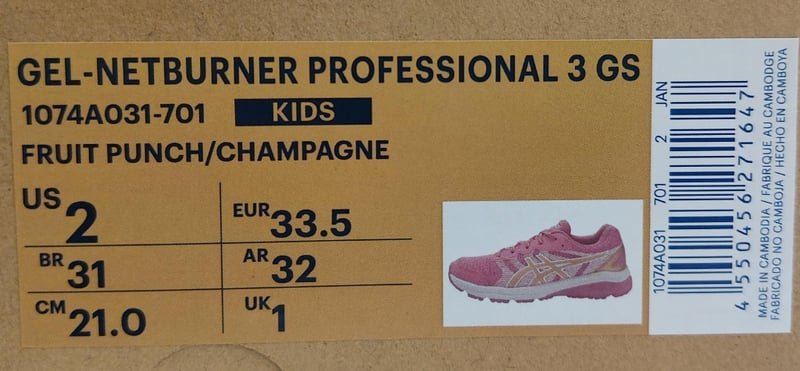 GEL-NETBURNER PROFESSIONAL 3 GS
1074A031-701 KIDS
FRUIT PUNCH/CHAMPAGNE
US 2
EUR 33.5
BR 31
AR 32
CM 21.0
UK 1
1074A031 701 2 JAN
4 550456 271647
MADE IN CAMBODIA / FABRIQUE AU CAMBODGE
FABRICADO NO CAMBOJA / HECHO EN CAMBOYA